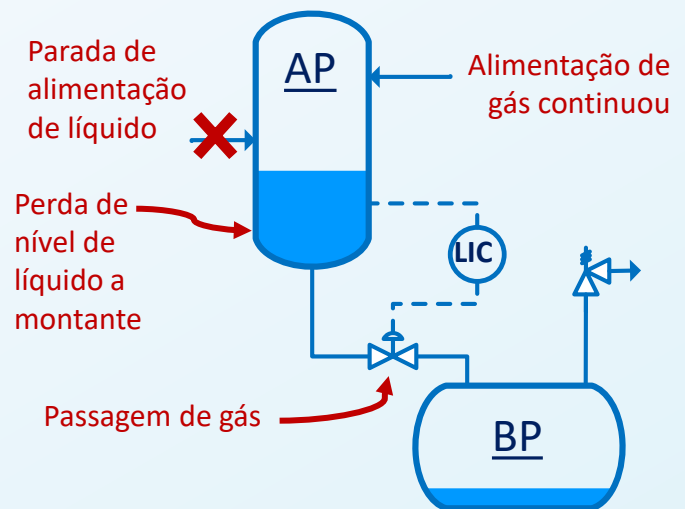 Parada de
alimentação
de líquido
AP
Alimentação de
gás continuou
Perda de
nível de
líquido a
montante
LIC
Passagem de gás
BP